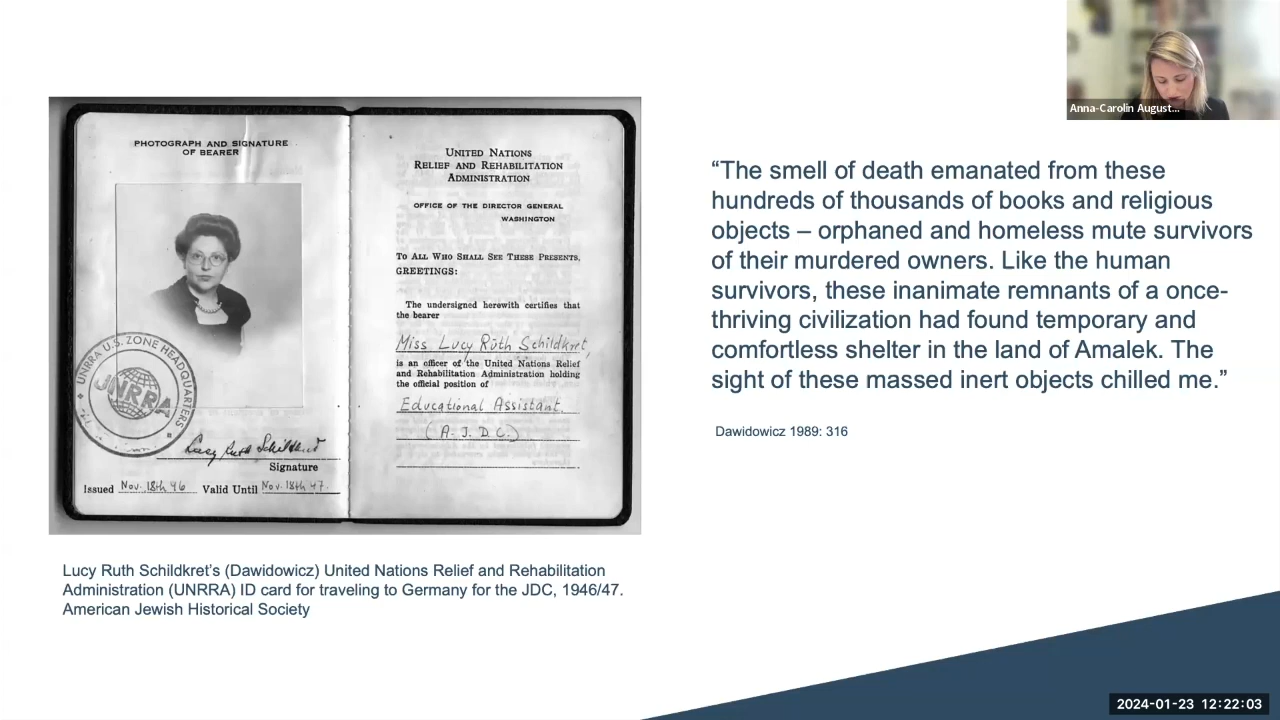 Anna-Carolin August...
PHOTOGRAPH AND SIGNATURE
OF BEARER
UNRRA U.S. ZONE HEADQUARTERS
UNRRA
Lucy Ruth Schildkret
Signature
Issued Nov. 18th 46 Valid Until Nov. 18th 47.
UNITED NATIONS
RELIEF AND REHABILITATION
ADMINISTRATION
OFFICE OF THE DIRECTOR GENERAL
WASHINGTON
TO ALL WHO SHALL SEE THESE PRESENTS,
GREETINGS:
The undersigned herewith certifies that
the bearer
Miss Lucy Ruth Schildkret,
is an officer of the United Nations Relief
and Rehabilitation Administration holding
the official position of
Educational Assistant.
(A.J.D.C.)
Lucy Ruth Schildkret’s (Dawidowicz) United Nations Relief and Rehabilitation
Administration (UNRRA) ID card for traveling to Germany for the JDC, 1946/47.
American Jewish Historical Society
“The smell of death emanated from these
hundreds of thousands of books and religious
objects – orphaned and homeless mute survivors
of their murdered owners. Like the human
survivors, these inanimate remnants of a once-
thriving civilization had found temporary and
comfortless shelter in the land of Amalek. The
sight of these massed inert objects chilled me.”
Dawidowicz 1989: 316
2024-01-23 12:22:03